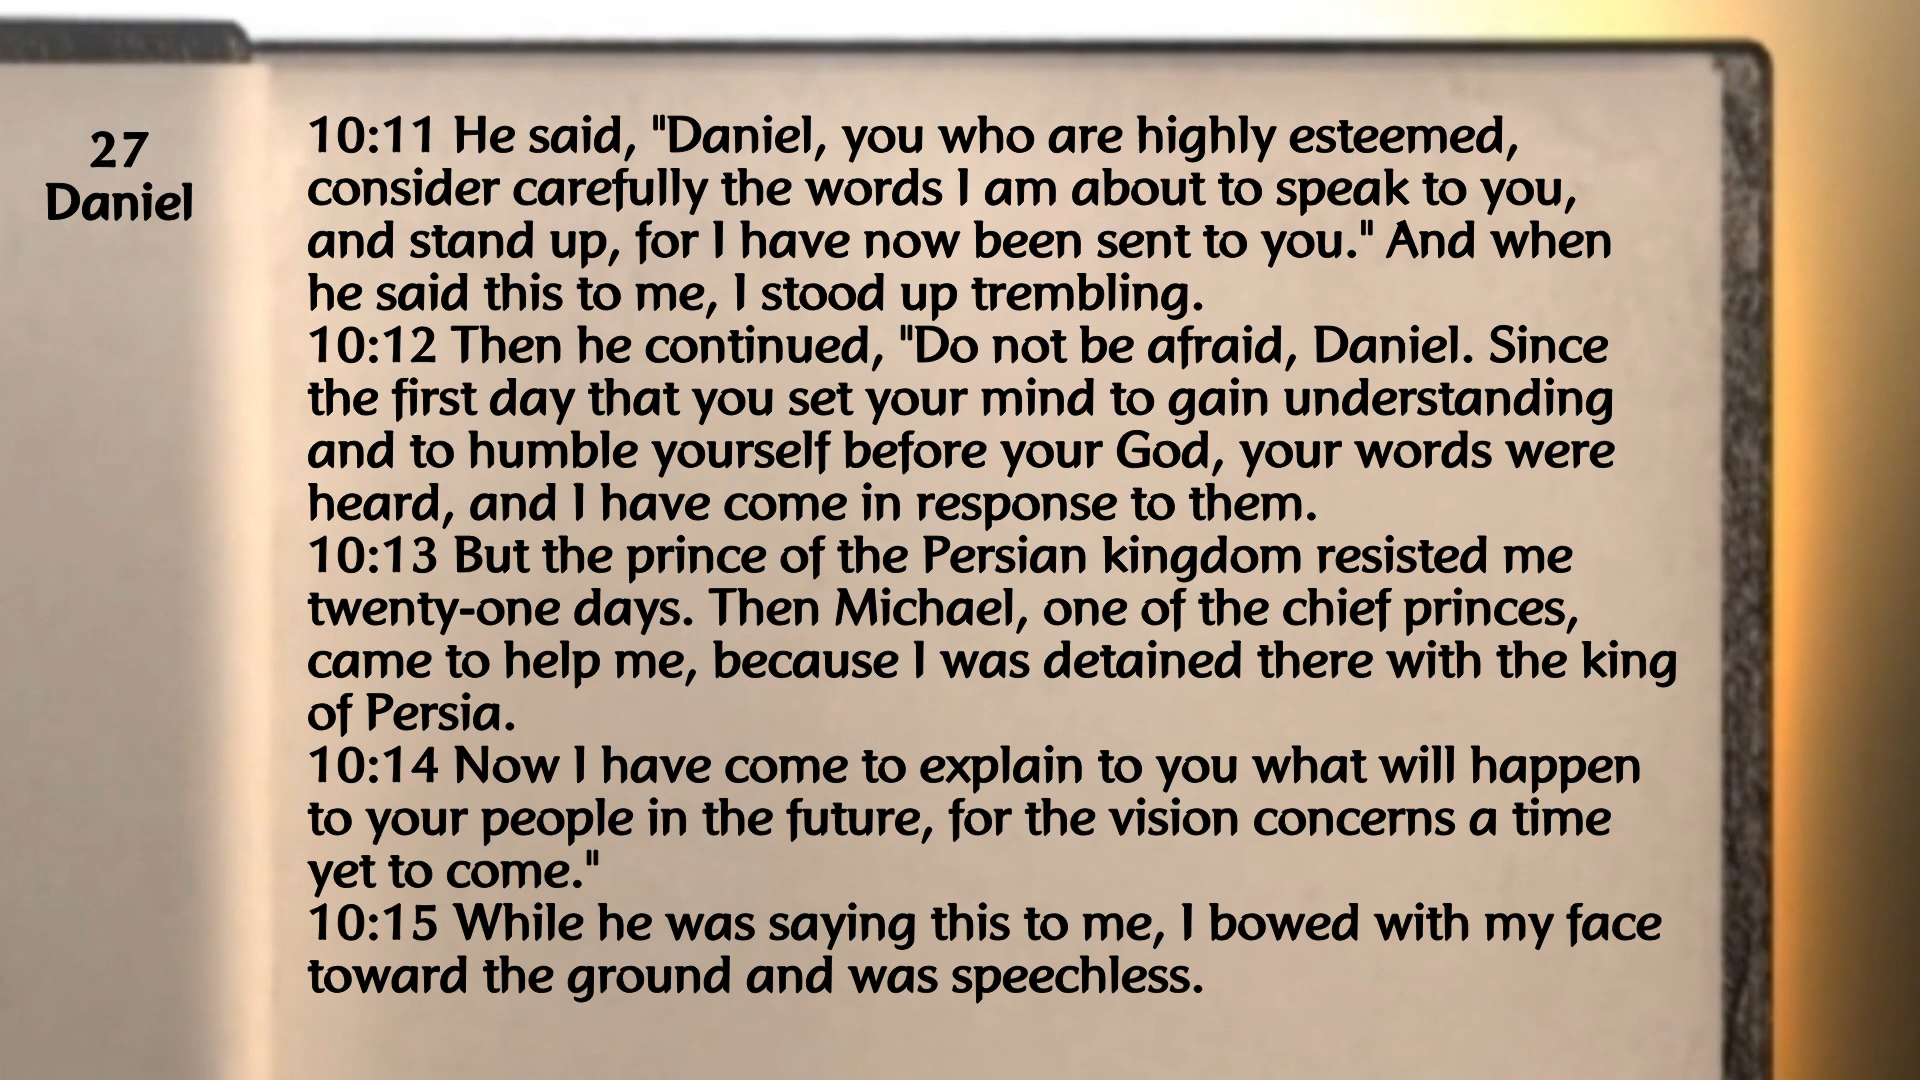 27
Daniel
10:11 He said, "Daniel, you who are highly esteemed,
consider carefully the words I am about to speak to you,
and stand up, for I have now been sent to you." And when
he said this to me, I stood up trembling.
10:12 Then he continued, "Do not be afraid, Daniel. Since
the first day that you set your mind to gain understanding
and to humble yourself before your God, your words were
heard, and I have come in response to them.
10:13 But the prince of the Persian kingdom resisted me
twenty-one days. Then Michael, one of the chief princes,
came to help me, because I was detained there with the king
of Persia.
10:14 Now I have come to explain to you what will happen
to your people in the future, for the vision concerns a time
yet to come."
10:15 While he was saying this to me, I bowed with my face
toward the ground and was speechless.